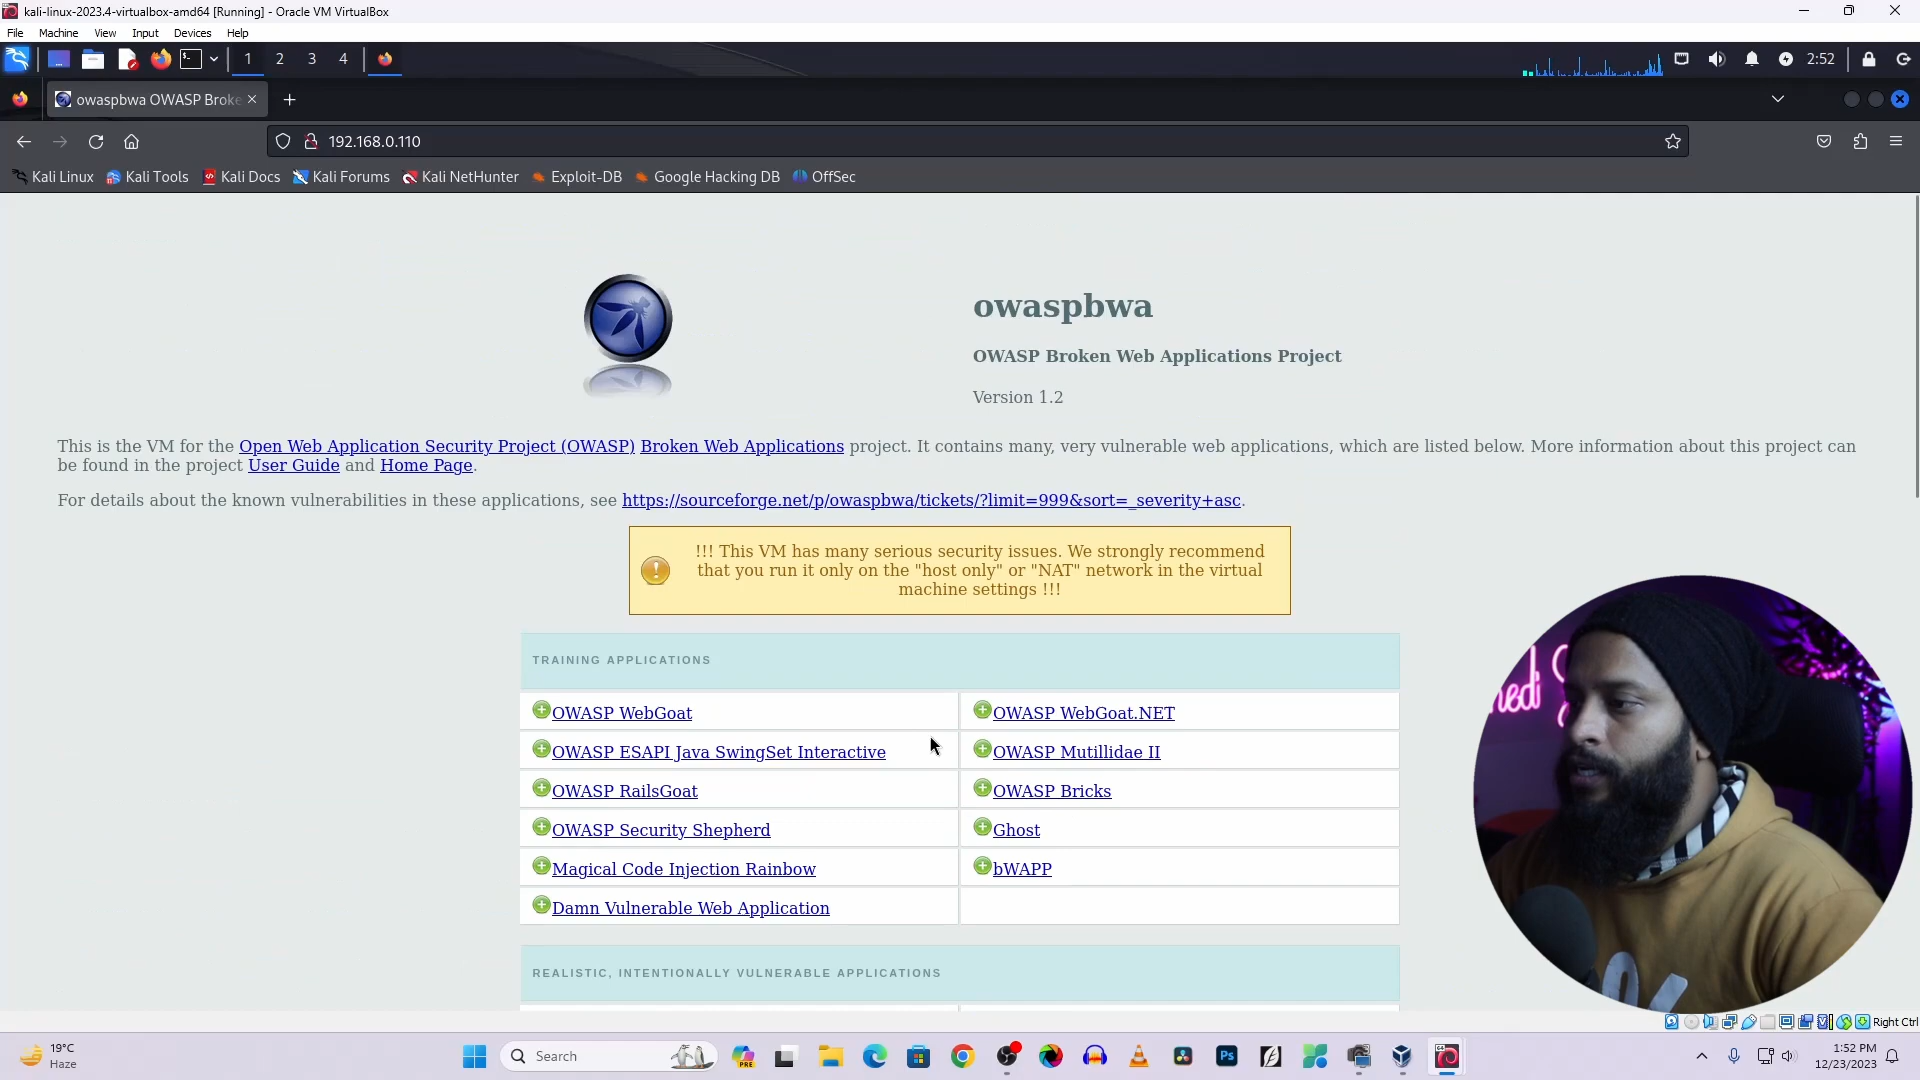 kali-linux-2023.4-virtualbox-amd64 [Running] - Oracle VM VirtualBox
File Machine View Input Devices Help
1 2 3 4
2:52
owaspbwa OWASP Broke
192.168.0.110
Kali Linux Kali Tools Kali Docs Kali Forums Kali NetHunter Exploit-DB Google Hacking DB OffSec
owaspbwa
OWASP Broken Web Applications Project
Version 1.2
This is the VM for the Open Web Application Security Project (OWASP) Broken Web Applications project. It contains many, very vulnerable web applications, which are listed below. More information about this project can
be found in the project User Guide and Home Page.
For details about the known vulnerabilities in these applications, see https://sourceforge.net/p/owaspbwa/tickets/?limit=999&sort=_severity+asc.
!!! This VM has many serious security issues. We strongly recommend
that you run it only on the "host only" or "NAT" network in the virtual
machine settings !!!
TRAINING APPLICATIONS
OWASP WebGoat OWASP WebGoat.NET
OWASP ESAPI Java SwingSet Interactive OWASP Mutillidae II
OWASP RailsGoat OWASP Bricks
OWASP Security Shepherd Ghost
Magical Code Injection Rainbow bWAPP
Damn Vulnerable Web Application
REALISTIC, INTENTIONALLY VULNERABLE APPLICATIONS
Right Ctrl
19°C
Haze
Search
PRE
Ps
64
1:52 PM
12/23/2023